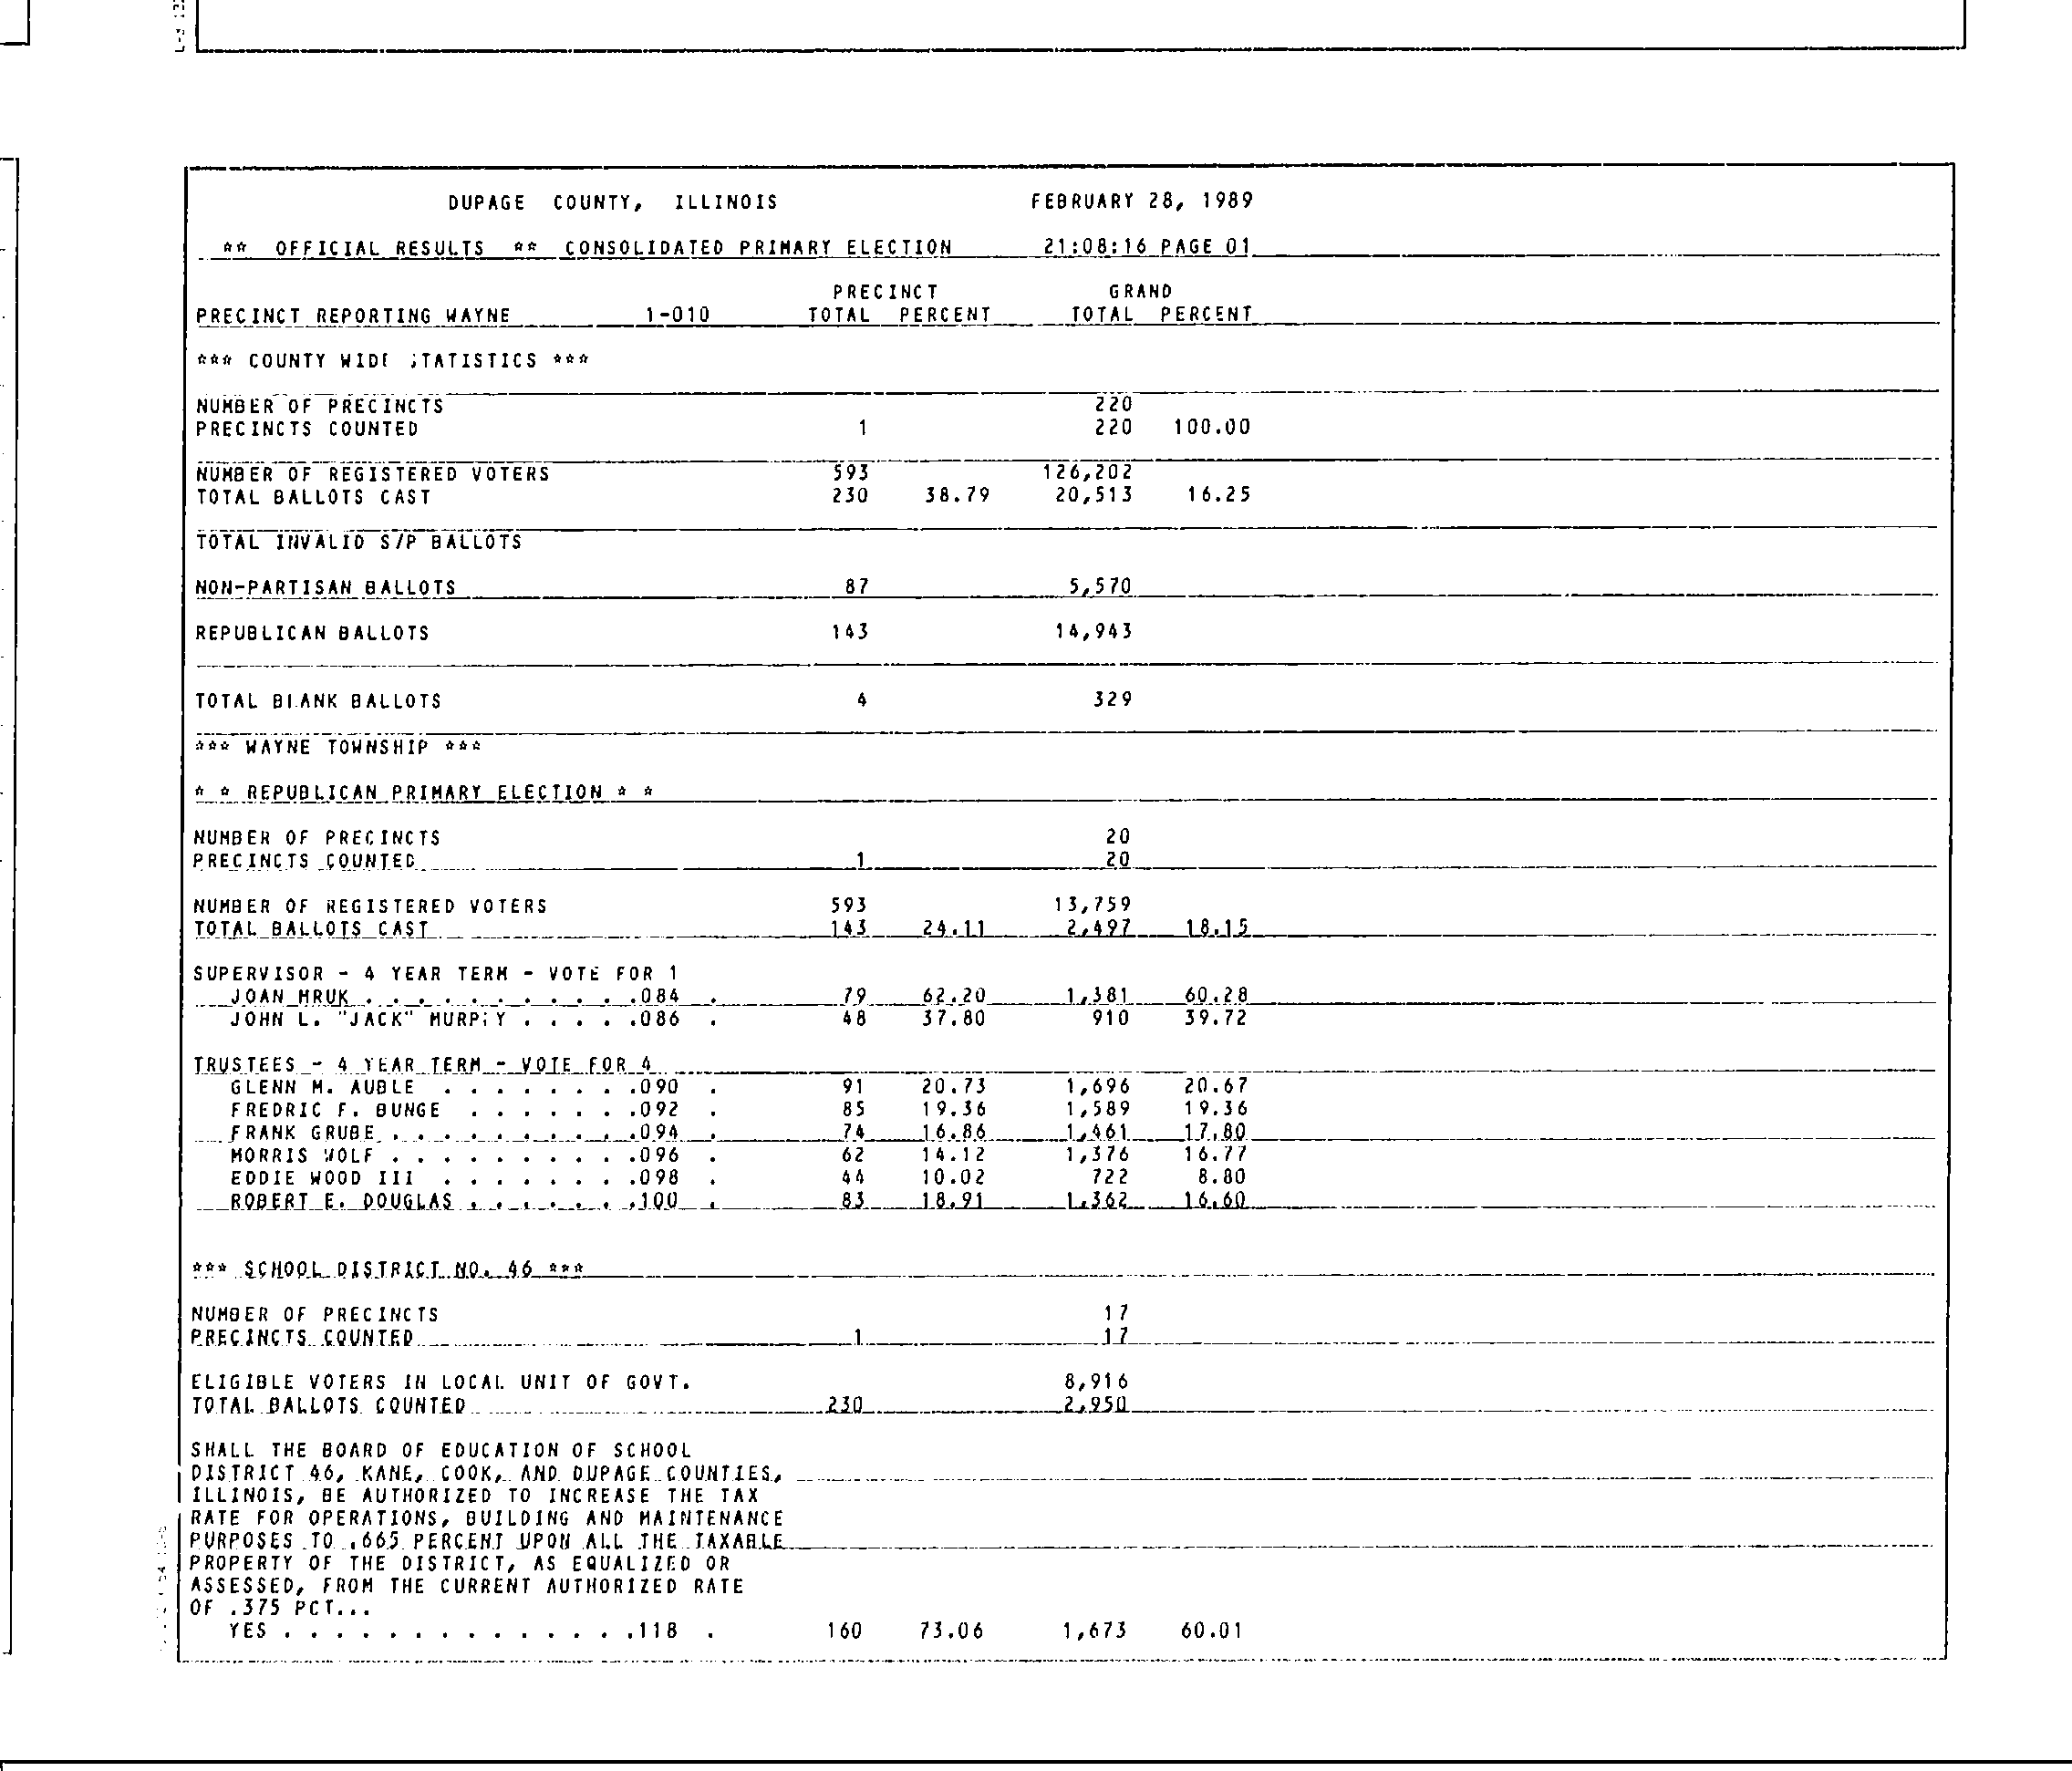 DUPAGE COUNTY, ILLINOIS FEBRUARY 28, 1989
** OFFICIAL RESULTS ** CONSOLIDATED PRIMARY ELECTION 21:08:16 PAGE 01
PRECINCT GRAND
PRECINCT REPORTING WAYNE 1-010 TOTAL PERCENT TOTAL PERCENT
*** COUNTY WIDE STATISTICS ***
NUMBER OF PRECINCTS 220
PRECINCTS COUNTED 1 220 100.00
NUMBER OF REGISTERED VOTERS 593 126,202
TOTAL BALLOTS CAST 230 38.79 20,513 16.25
TOTAL INVALID S/P BALLOTS
NON-PARTISAN BALLOTS 87 5,570
REPUBLICAN BALLOTS 143 14,943
TOTAL BLANK BALLOTS 4 329
*** WAYNE TOWNSHIP ***
* * REPUBLICAN PRIMARY ELECTION * *
NUMBER OF PRECINCTS 20
PRECINCTS COUNTED 1 20
NUMBER OF REGISTERED VOTERS 593 13,759
TOTAL BALLOTS CAST 143 24.11 2,497 18.15
SUPERVISOR - 4 YEAR TERM - VOTE FOR 1
JOAN MRUK . . . . . . . . . . .084 . 79 62.20 1,381 60.28
JOHN L. "JACK" MURPHY . . . . .086 . 48 37.80 910 39.72
TRUSTEES - 4 YEAR TERM - VOTE FOR 4
GLENN M. AUBLE . . . . . . . .090 . 91 20.73 1,696 20.67
FREDRIC F. BUNGE . . . . . . .092 . 85 19.36 1,589 19.36
FRANK GRUBE . . . . . . . . . .094 . 74 16.86 1,461 17.80
MORRIS WOLF . . . . . . . . . .096 . 62 14.12 1,376 16.77
EDDIE WOOD III . . . . . . . .098 . 44 10.02 722 8.80
ROBERT E. DOUGLAS . . . . . . .100 . 83 18.91 1,362 16.60
*** SCHOOL DISTRICT NO. 46 ***
NUMBER OF PRECINCTS 17
PRECINCTS COUNTED 1 17
ELIGIBLE VOTERS IN LOCAL UNIT OF GOVT. 8,916
TOTAL BALLOTS COUNTED 230 2,950
SHALL THE BOARD OF EDUCATION OF SCHOOL
DISTRICT 46, KANE, COOK, AND DUPAGE COUNTIES,
ILLINOIS, BE AUTHORIZED TO INCREASE THE TAX
RATE FOR OPERATIONS, BUILDING AND MAINTENANCE
PURPOSES TO .665 PERCENT UPON ALL THE TAXABLE
PROPERTY OF THE DISTRICT, AS EQUALIZED OR
ASSESSED, FROM THE CURRENT AUTHORIZED RATE
OF .375 PCT...
YES . . . . . . . . . . . . . .118 . 160 73.06 1,673 60.01